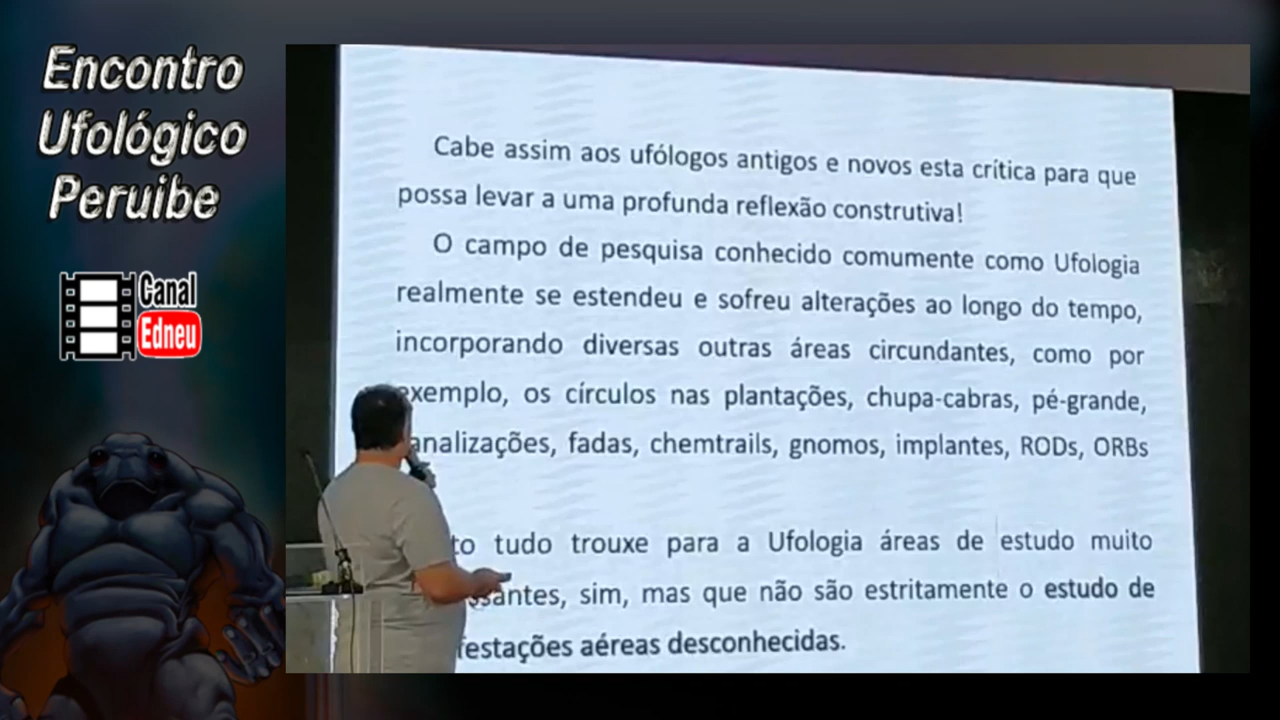 Encontro
Ufológico
Peruibe
Canal
Edneu
Cabe assim aos ufólogos antigos e novos esta crítica para que
possa levar a uma profunda reflexão construtiva!
O campo de pesquisa conhecido comumente como Ufologia
realmente se estendeu e sofreu alterações ao longo do tempo,
incorporando diversas outras áreas circundantes, como por
exemplo, os círculos nas plantações, chupa-cabras, pé-grande,
analizações, fadas, chemtrails, gnomos, implantes, RODs, ORBs
to tudo trouxe para a Ufologia áreas de estudo muito
ssantes, sim, mas que não são estritamente o estudo de
festações aéreas desconhecidas.